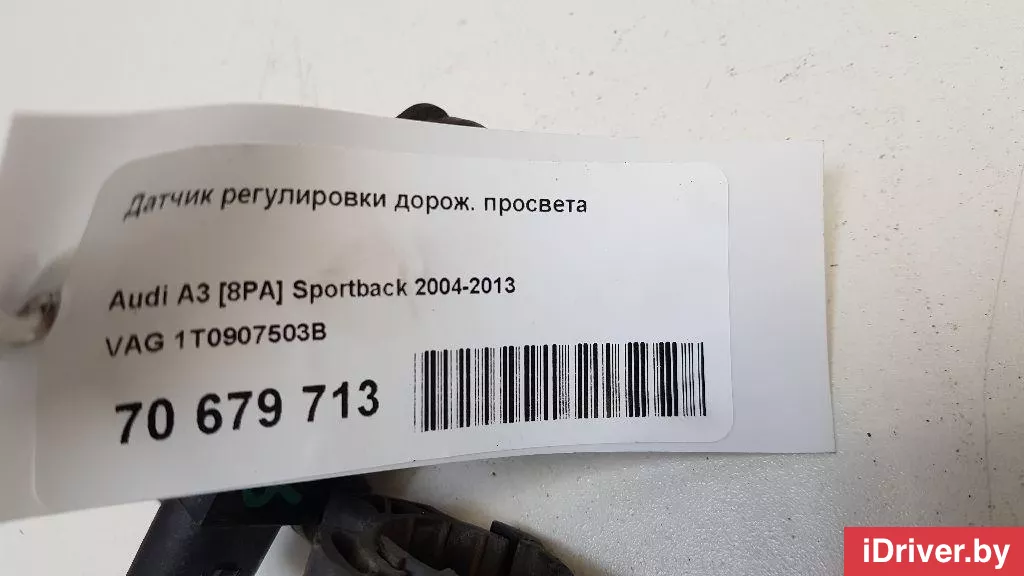 Датчик регулировки дорож. просвета
Audi A3 [8PA] Sportback 2004-2013
VAG 1T0907503B
70 679 713
iDriver.by